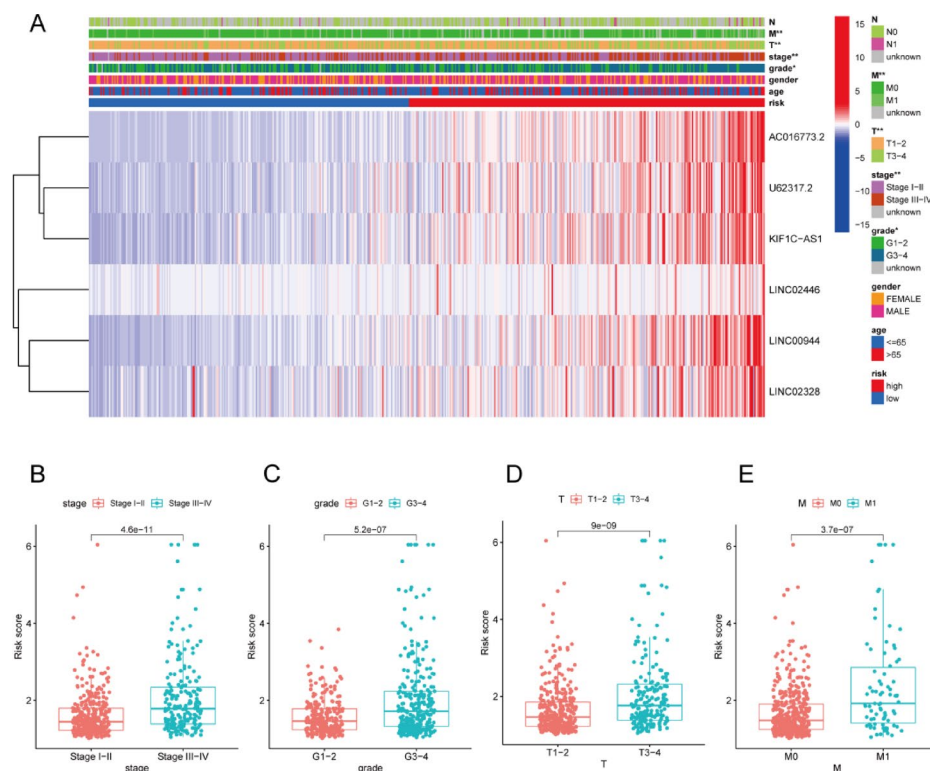 A
N
M**
T**
stage**
grade*
gender
age
risk
AC016773.2
U62317.2
KIF1C−AS1
LINC02446
LINC00944
LINC02328
15
10
5
0
−5
−10
−15
N
N0
N1
unknown
M**
M0
M1
unknown
T**
T1−2
T3−4
stage**
Stage I−II
Stage III−IV
unknown
grade*
G1−2
G3−4
unknown
gender
FEMALE
MALE
age
<=65
>65
risk
high
low
B
stage Stage I−II Stage III−IV
4.6e−11
6
4
2
Risk score
Stage I−II Stage III−IV
stage
C
grade G1−2 G3−4
5.2e−07
6
4
2
Risk score
G1−2 G3−4
grade
D
T T1−2 T3−4
9e−09
6
4
2
Risk score
T1−2 T3−4
T
E
M M0 M1
3.7e−07
6
4
2
Risk score
M0 M1
M